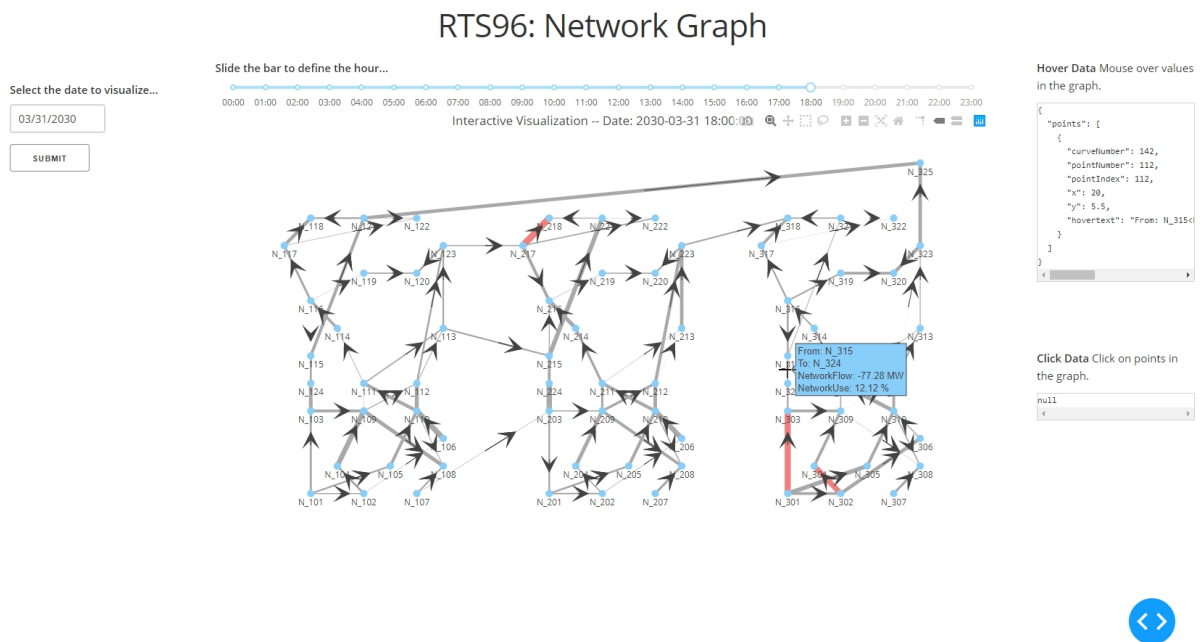 RTS96: Network Graph
Select the date to visualize...
03/31/2030
SUBMIT
Slide the bar to define the hour...
00:00 01:00 02:00 03:00 04:00 05:00 06:00 07:00 08:00 09:00 10:00 11:00 12:00 13:00 14:00 15:00 16:00 17:00 18:00 19:00 20:00 21:00 22:00 23:00
Interactive Visualization -- Date: 2030-03-31 18:00:00
N_325
N_118 N_122 N_218 N_222 N_318 N_322
N_117 N_123 N_217 N_223 N_317 N_323
N_119 N_120 N_219 N_220 N_319 N_320
N_116 N_216 N_316
N_114 N_113 N_214 N_213 N_314 N_313
N_115 N_215
N_124 N_111 N_112 N_224 N_211 N_212
N_103 N_109 N_110 N_203 N_209 N_210 N_303 N_309 N_310
N_106 N_206 N_306
N_105 N_108 N_205 N_208 N_305 N_308
N_101 N_102 N_107 N_201 N_202 N_207 N_301 N_302 N_307
From: N_315
To: N_324
NetworkFlow: -77.28 MW
NetworkUse: 12.12 %
Hover Data Mouse over values
in the graph.
{
"points": [
{
"curveNumber": 142,
"pointNumber": 112,
"pointIndex": 112,
"x": 20,
"y": 5.5,
"hovertext": "From: N_315<
}
]
}
Click Data Click on points in
the graph.
null